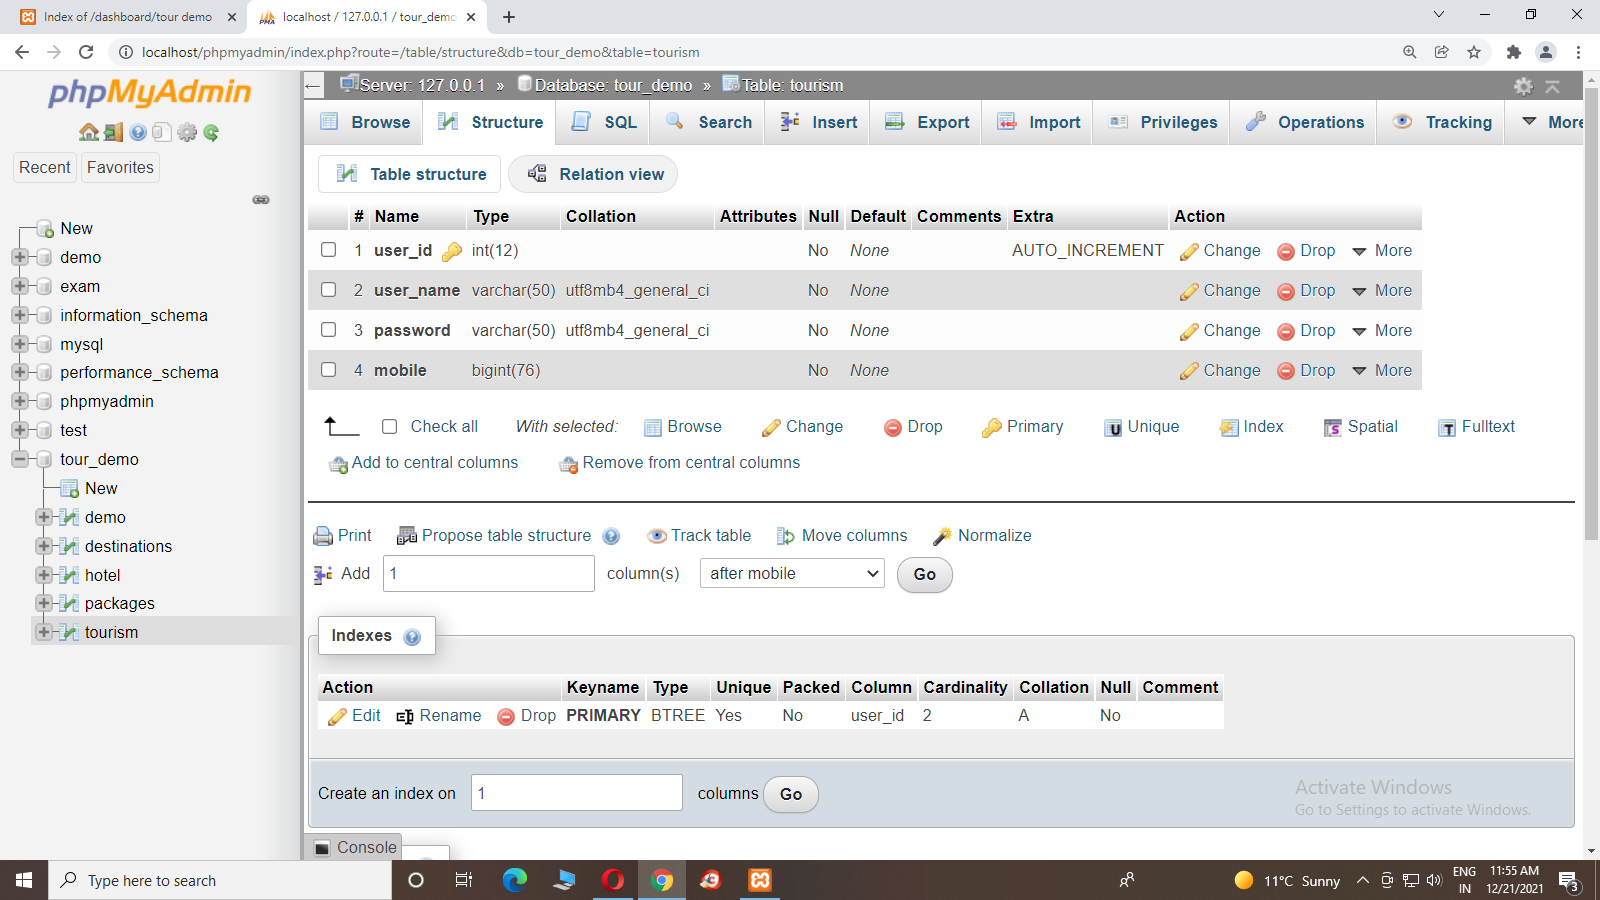 Index of /dashboard/tour demo
localhost / 127.0.0.1 / tour_demo
localhost/phpmyadmin/index.php?route=/table/structure&db=tour_demo&table=tourism
phpMyAdmin
Recent Favorites
New
demo
exam
information_schema
mysql
performance_schema
phpmyadmin
test
tour_demo
New
demo
destinations
hotel
packages
tourism
Server: 127.0.0.1 » Database: tour_demo » Table: tourism
Browse Structure SQL Search Insert Export Import Privileges Operations Tracking More
Table structure Relation view
# Name Type Collation Attributes Null Default Comments Extra Action
1 user_id int(12) No None AUTO_INCREMENT Change Drop More
2 user_name varchar(50) utf8mb4_general_ci No None Change Drop More
3 password varchar(50) utf8mb4_general_ci No None Change Drop More
4 mobile bigint(76) No None Change Drop More
Check all With selected: Browse Change Drop Primary Unique Index Spatial Fulltext
Add to central columns Remove from central columns
Print Propose table structure Track table Move columns Normalize
Add 1 column(s) after mobile Go
Indexes
Action Keyname Type Unique Packed Column Cardinality Collation Null Comment
Edit Rename Drop PRIMARY BTREE Yes No user_id 2 A No
Create an index on 1 columns Go
Activate Windows
Go to Settings to activate Windows.
Console
Type here to search
11°C Sunny
ENG
IN
11:55 AM
12/21/2021
3